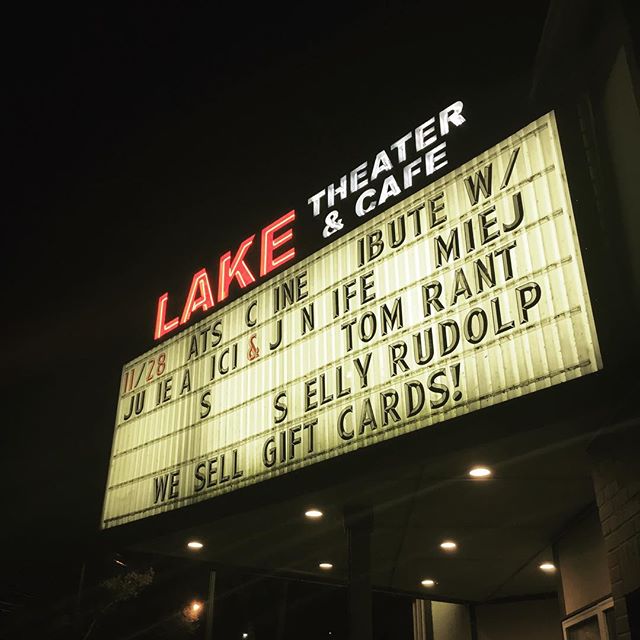 LAKE THEATER
& CAFE
11/28 ATS C INE IBUTE W/
JU IE A ICI & J N IFE MIEJ
S TOM RANT
S ELLY RUDOLP
WE SELL GIFT CARDS!